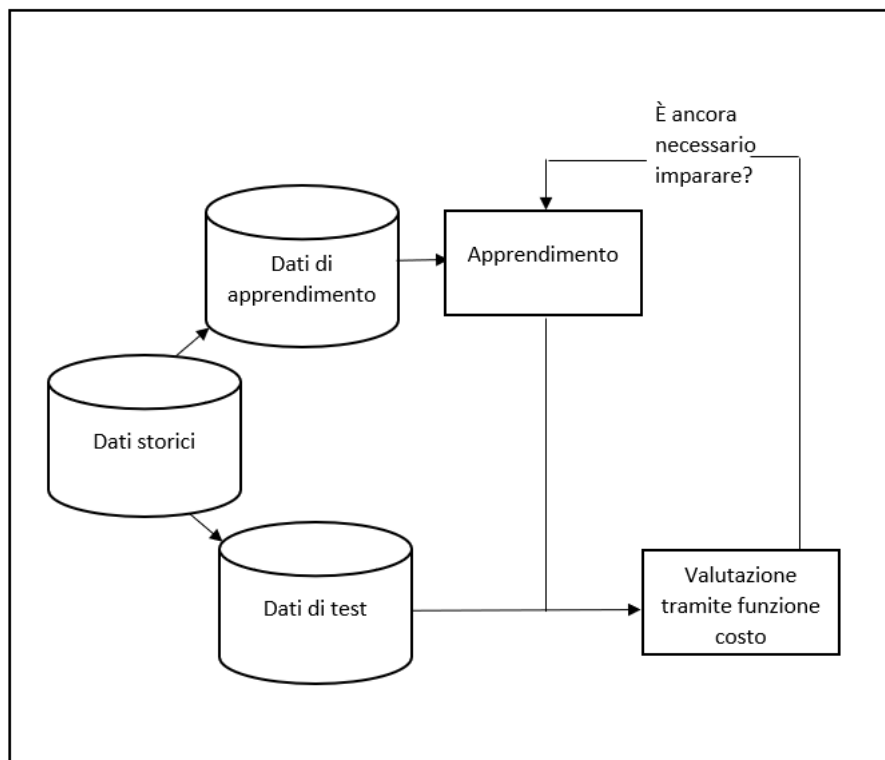 È ancora
necessario
imparare?
Dati di
apprendimento
Apprendimento
Dati storici
Dati di test
Valutazione
tramite funzione
costo